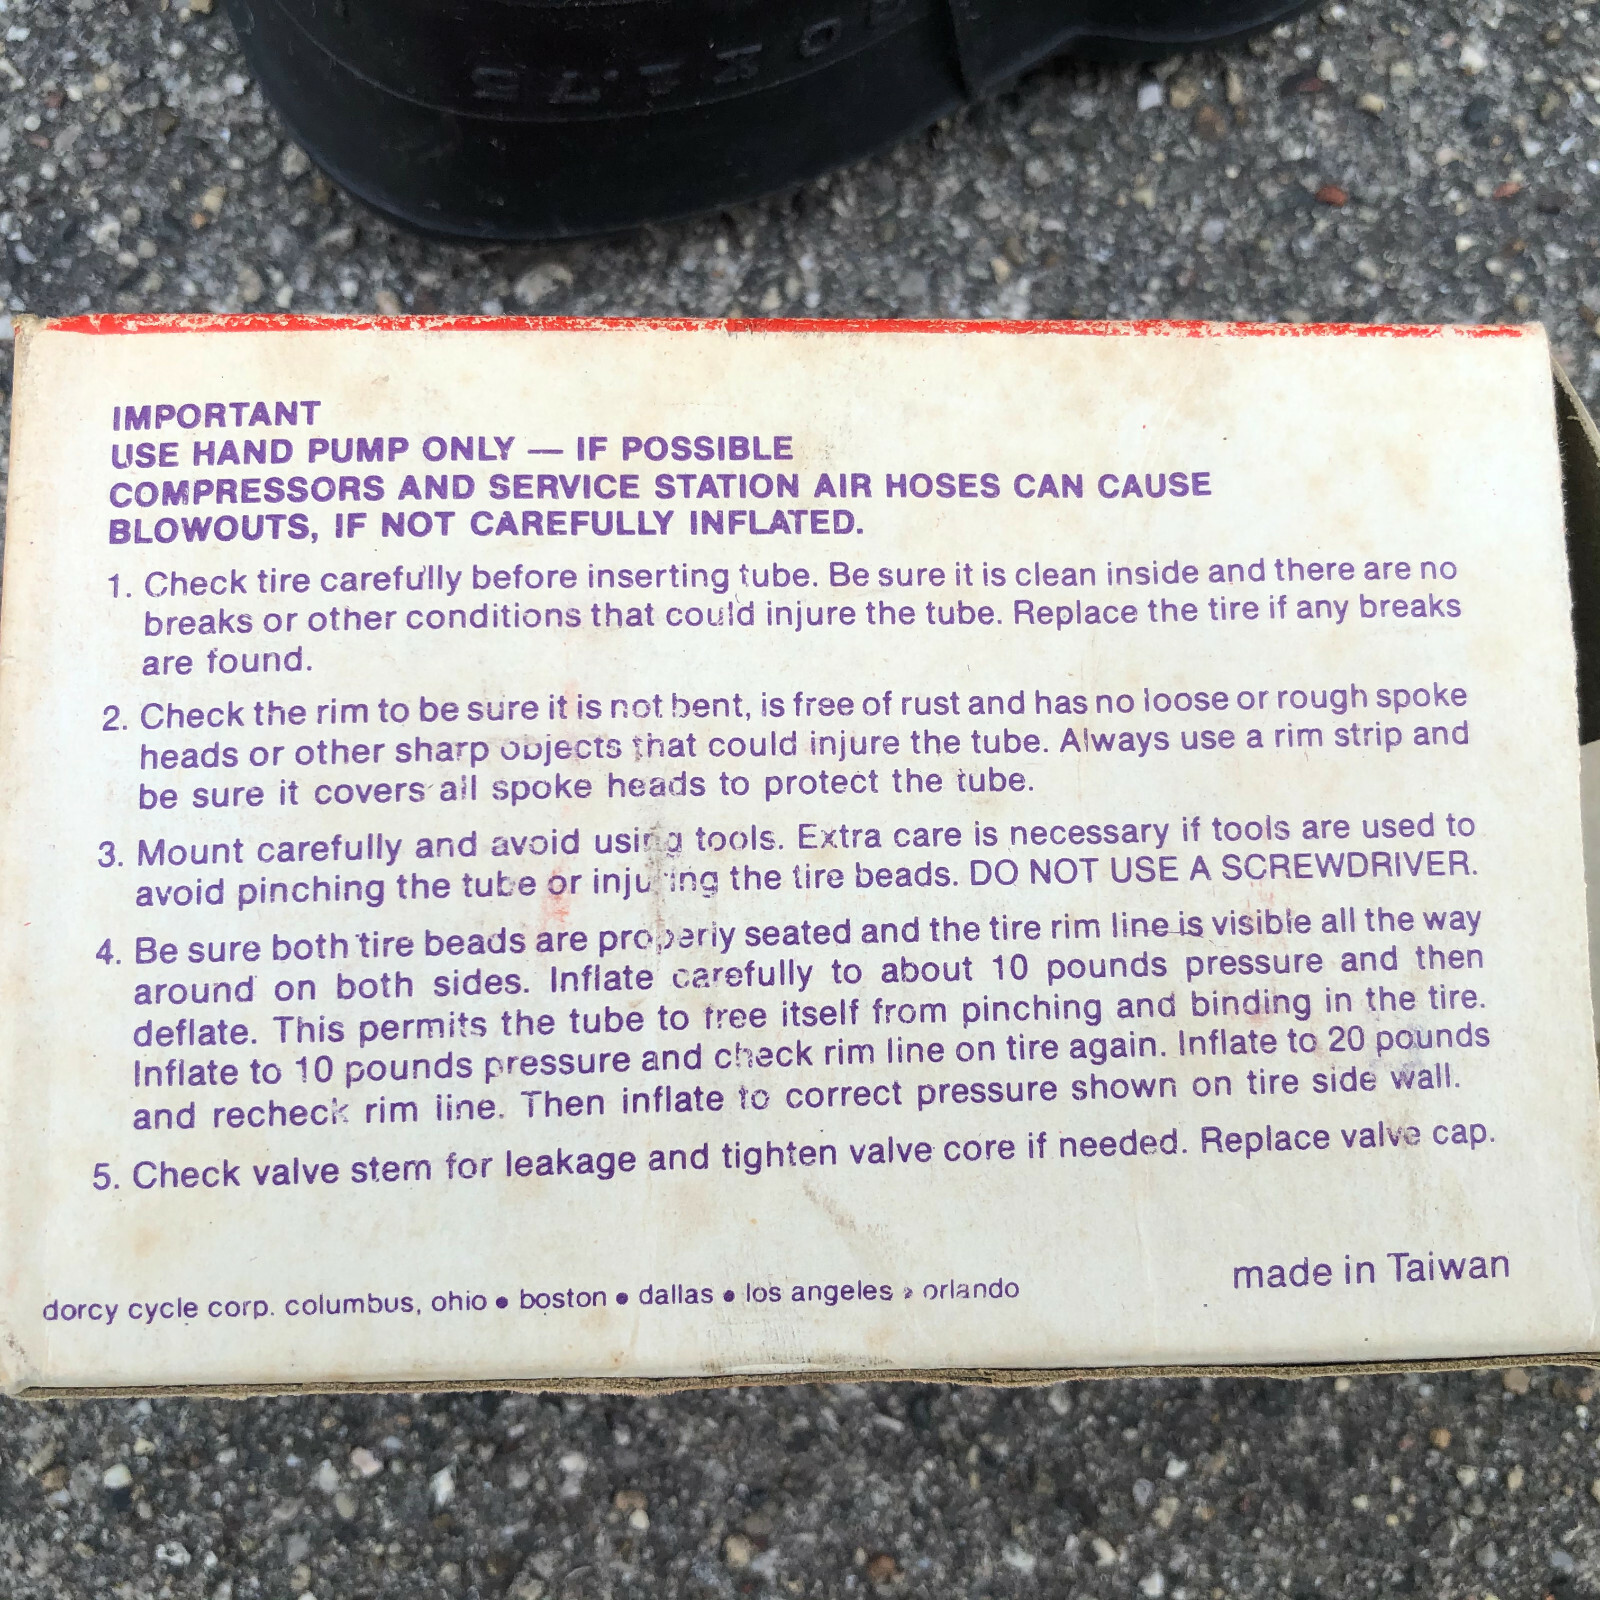 IMPORTANT
USE HAND PUMP ONLY — IF POSSIBLE
COMPRESSORS AND SERVICE STATION AIR HOSES CAN CAUSE
BLOWOUTS, IF NOT CAREFULLY INFLATED.
1. Check tire carefully before inserting tube. Be sure it is clean inside and there are no
breaks or other conditions that could injure the tube. Replace the tire if any breaks
are found.
2. Check the rim to be sure it is not bent, is free of rust and has no loose or rough spoke
heads or other sharp objects that could injure the tube. Always use a rim strip and
be sure it covers all spoke heads to protect the tube.
3. Mount carefully and avoid using tools. Extra care is necessary if tools are used to
avoid pinching the tube or injuring the tire beads. DO NOT USE A SCREWDRIVER.
4. Be sure both tire beads are properly seated and the tire rim line is visible all the way
around on both sides. Inflate carefully to about 10 pounds pressure and then
deflate. This permits the tube to free itself from pinching and binding in the tire.
Inflate to 10 pounds pressure and check rim line on tire again. Inflate to 20 pounds
and recheck rim line. Then inflate to correct pressure shown on tire side wall.
5. Check valve stem for leakage and tighten valve core if needed. Replace valve cap.
made in Taiwan
dorcy cycle corp. columbus, ohio • boston • dallas • los angeles • orlando